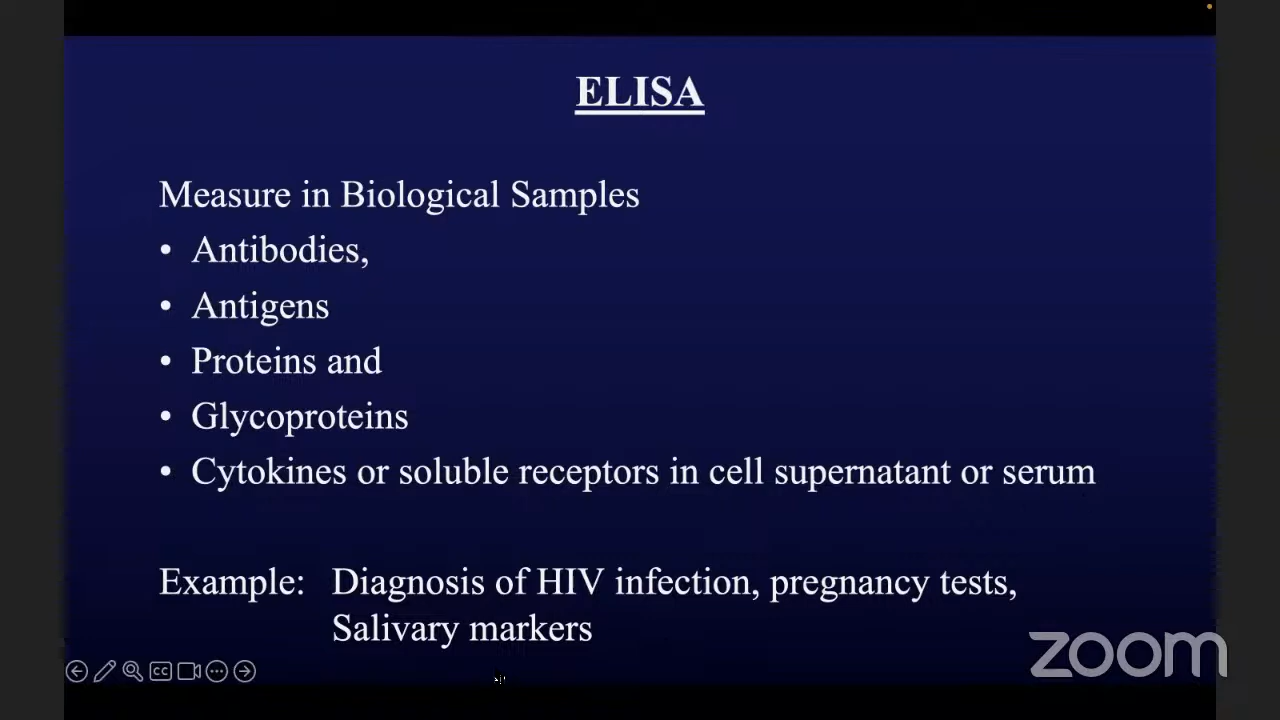 ELISA
Measure in Biological Samples
• Antibodies,
• Antigens
• Proteins and
• Glycoproteins
• Cytokines or soluble receptors in cell supernatant or serum
Example: Diagnosis of HIV infection, pregnancy tests,
Salivary markers
CC
zoom